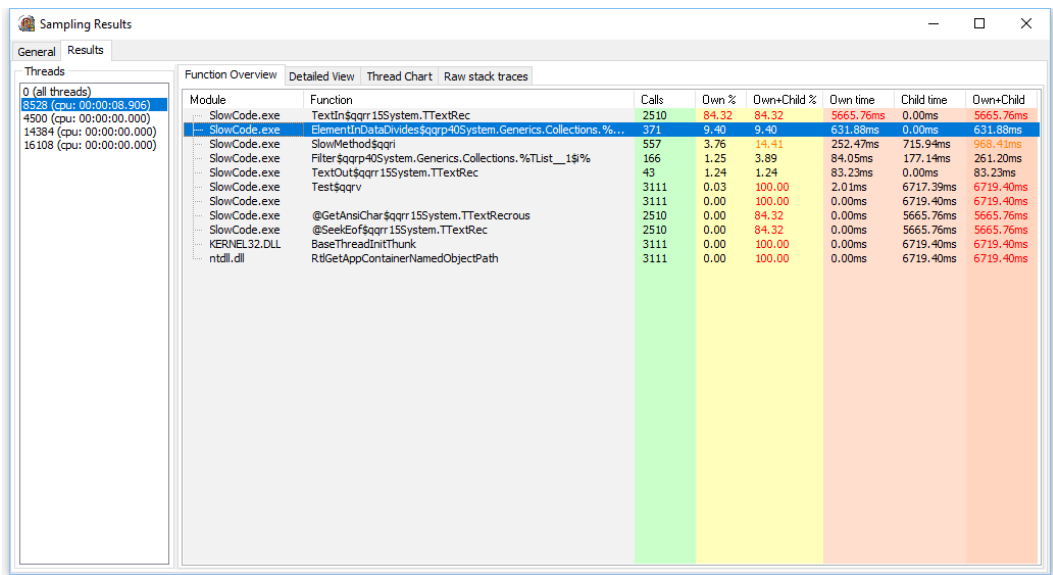 Sampling Results
General Results
Threads
0 (all threads)
8528 (cpu: 00:00:08.906)
4500 (cpu: 00:00:00.000)
14384 (cpu: 00:00:00.000)
16108 (cpu: 00:00:00.000)
Function Overview Detailed View Thread Chart Raw stack traces
Module Function Calls Own % Own+Child % Own time Child time Own+Child
SlowCode.exe TextIn$qqrr15System.TTextRec 2510 84.32 84.32 5665.76ms 0.00ms 5665.76ms
SlowCode.exe ElementInDataDivides$qqrp40System.Generics.Collections.%... 371 9.40 9.40 631.88ms 0.00ms 631.88ms
SlowCode.exe SlowMethod$qqri 557 3.76 14.41 252.47ms 715.94ms 968.41ms
SlowCode.exe Filter$qqrp40System.Generics.Collections.%TList__1$i% 166 1.25 3.89 84.05ms 177.14ms 261.20ms
SlowCode.exe TextOut$qqrr15System.TTextRec 43 1.24 1.24 83.23ms 0.00ms 83.23ms
SlowCode.exe Test$qqrv 3111 0.03 100.00 2.01ms 6717.39ms 6719.40ms
SlowCode.exe 3111 0.00 100.00 0.00ms 6719.40ms 6719.40ms
SlowCode.exe @GetAnsiChar$qqrr15System.TTextRecrous 2510 0.00 84.32 0.00ms 5665.76ms 5665.76ms
SlowCode.exe @SeekEof$qqrr15System.TTextRec 2510 0.00 84.32 0.00ms 5665.76ms 5665.76ms
KERNEL32.DLL BaseThreadInitThunk 3111 0.00 100.00 0.00ms 6719.40ms 6719.40ms
ntdll.dll RtlGetAppContainerNamedObjectPath 3111 0.00 100.00 0.00ms 6719.40ms 6719.40ms